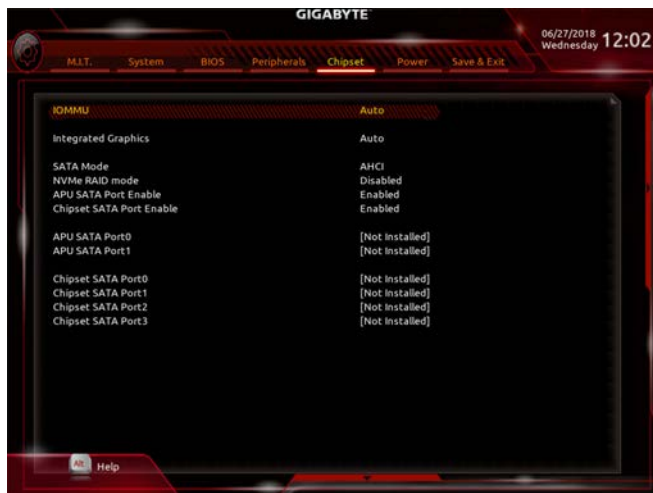 GIGABYTE
06/27/2018
Wednesday 12:02
M.I.T. System BIOS Peripherals Chipset Power Save & Exit
IOMMU Auto
Integrated Graphics Auto
SATA Mode AHCI
NVMe RAID mode Disabled
APU SATA Port Enable Enabled
Chipset SATA Port Enable Enabled
APU SATA Port0 [Not Installed]
APU SATA Port1 [Not Installed]
Chipset SATA Port0 [Not Installed]
Chipset SATA Port1 [Not Installed]
Chipset SATA Port2 [Not Installed]
Chipset SATA Port3 [Not Installed]
Alt Help